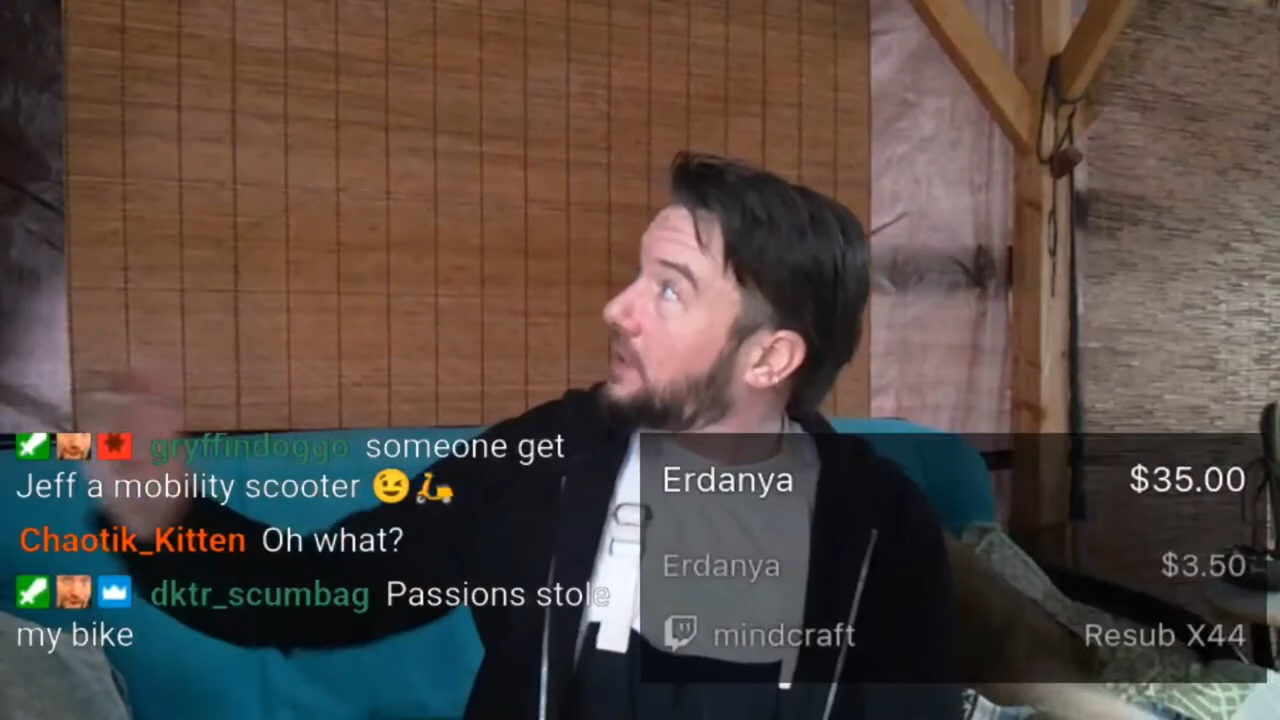 gryffindoggo someone get
Jeff a mobility scooter 😉🛵
Chaotik_Kitten Oh what?
dktr_scumbag Passions stole
my bike
Erdanya $35.00
Erdanya $3.50
mindcraft Resub X44